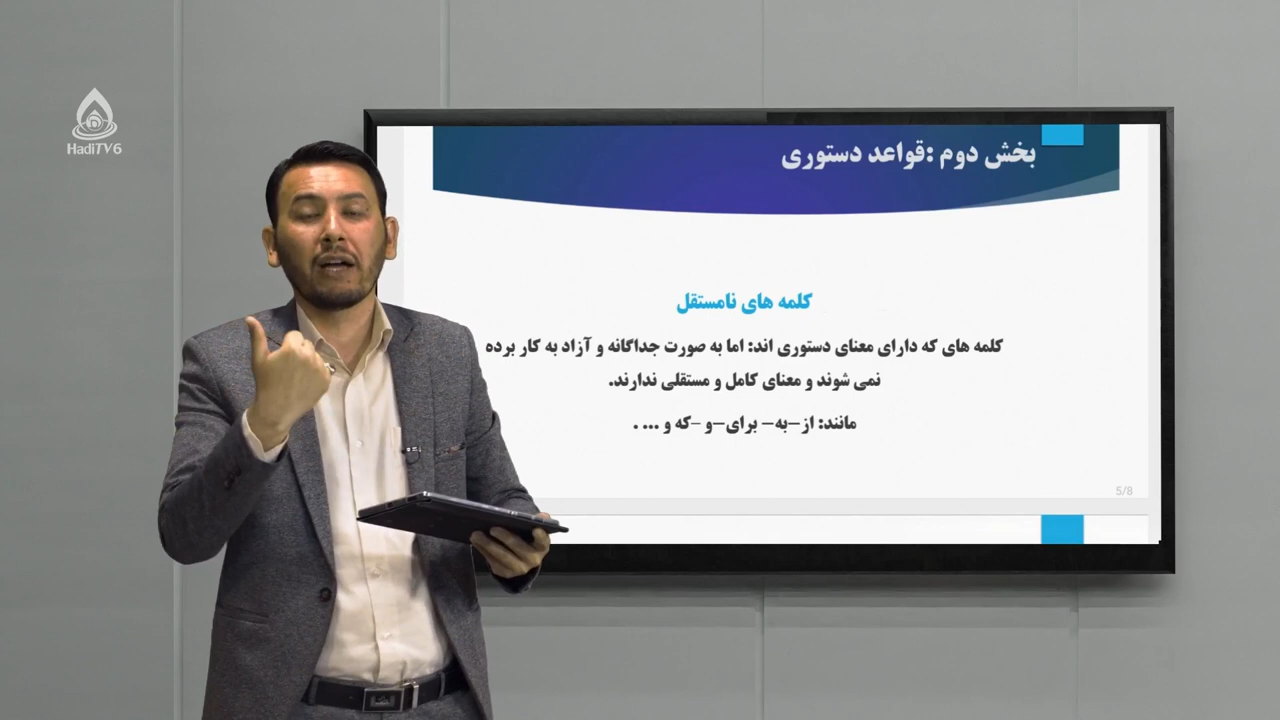 HadiTV6
بخش دوم :قواعد دستوری
کلمه های نامستقل
کلمه های که دارای معنای دستوری اند: اما به صورت جداگانه و آزاد به کار برده
نمی شوند و معنای کامل و مستقلی ندارند.
مانند: از–به– برای–و –که و ... .
5/8